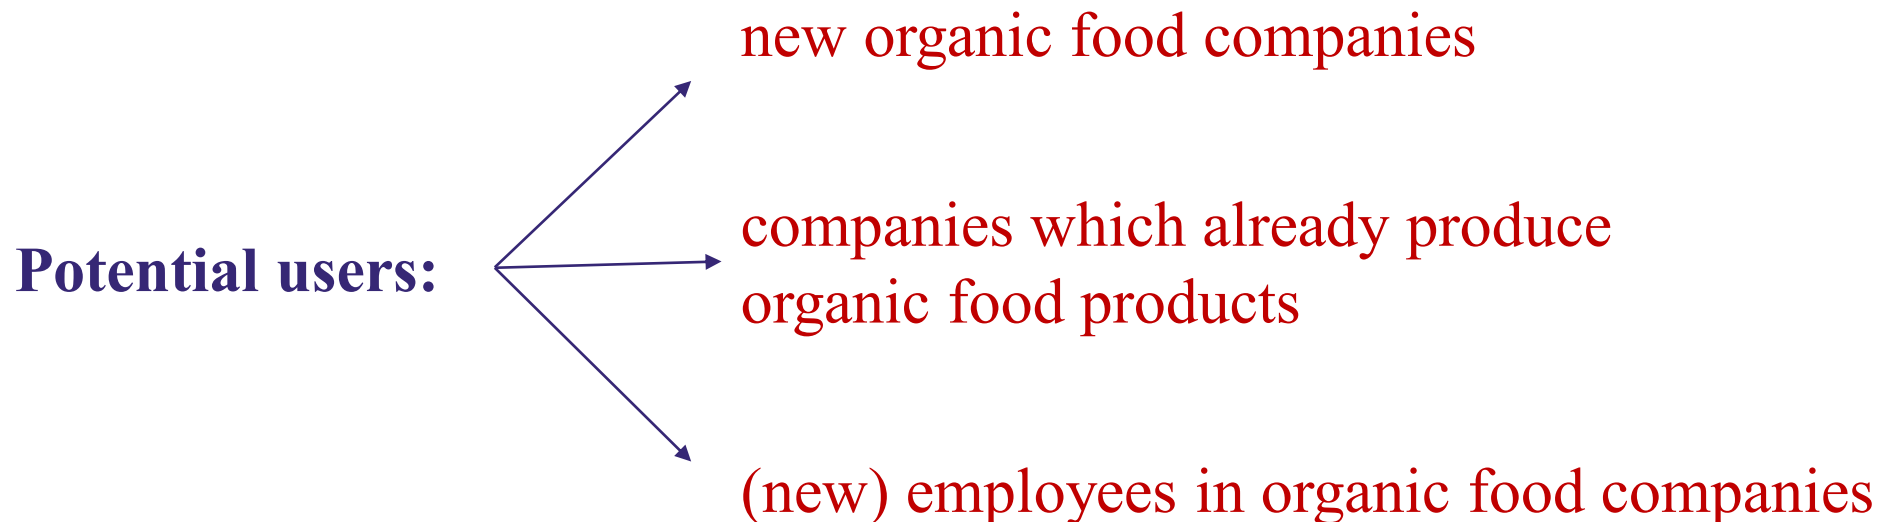 new organic food companies
Potential users:
companies which already produce
organic food products
(new) employees in organic food companies